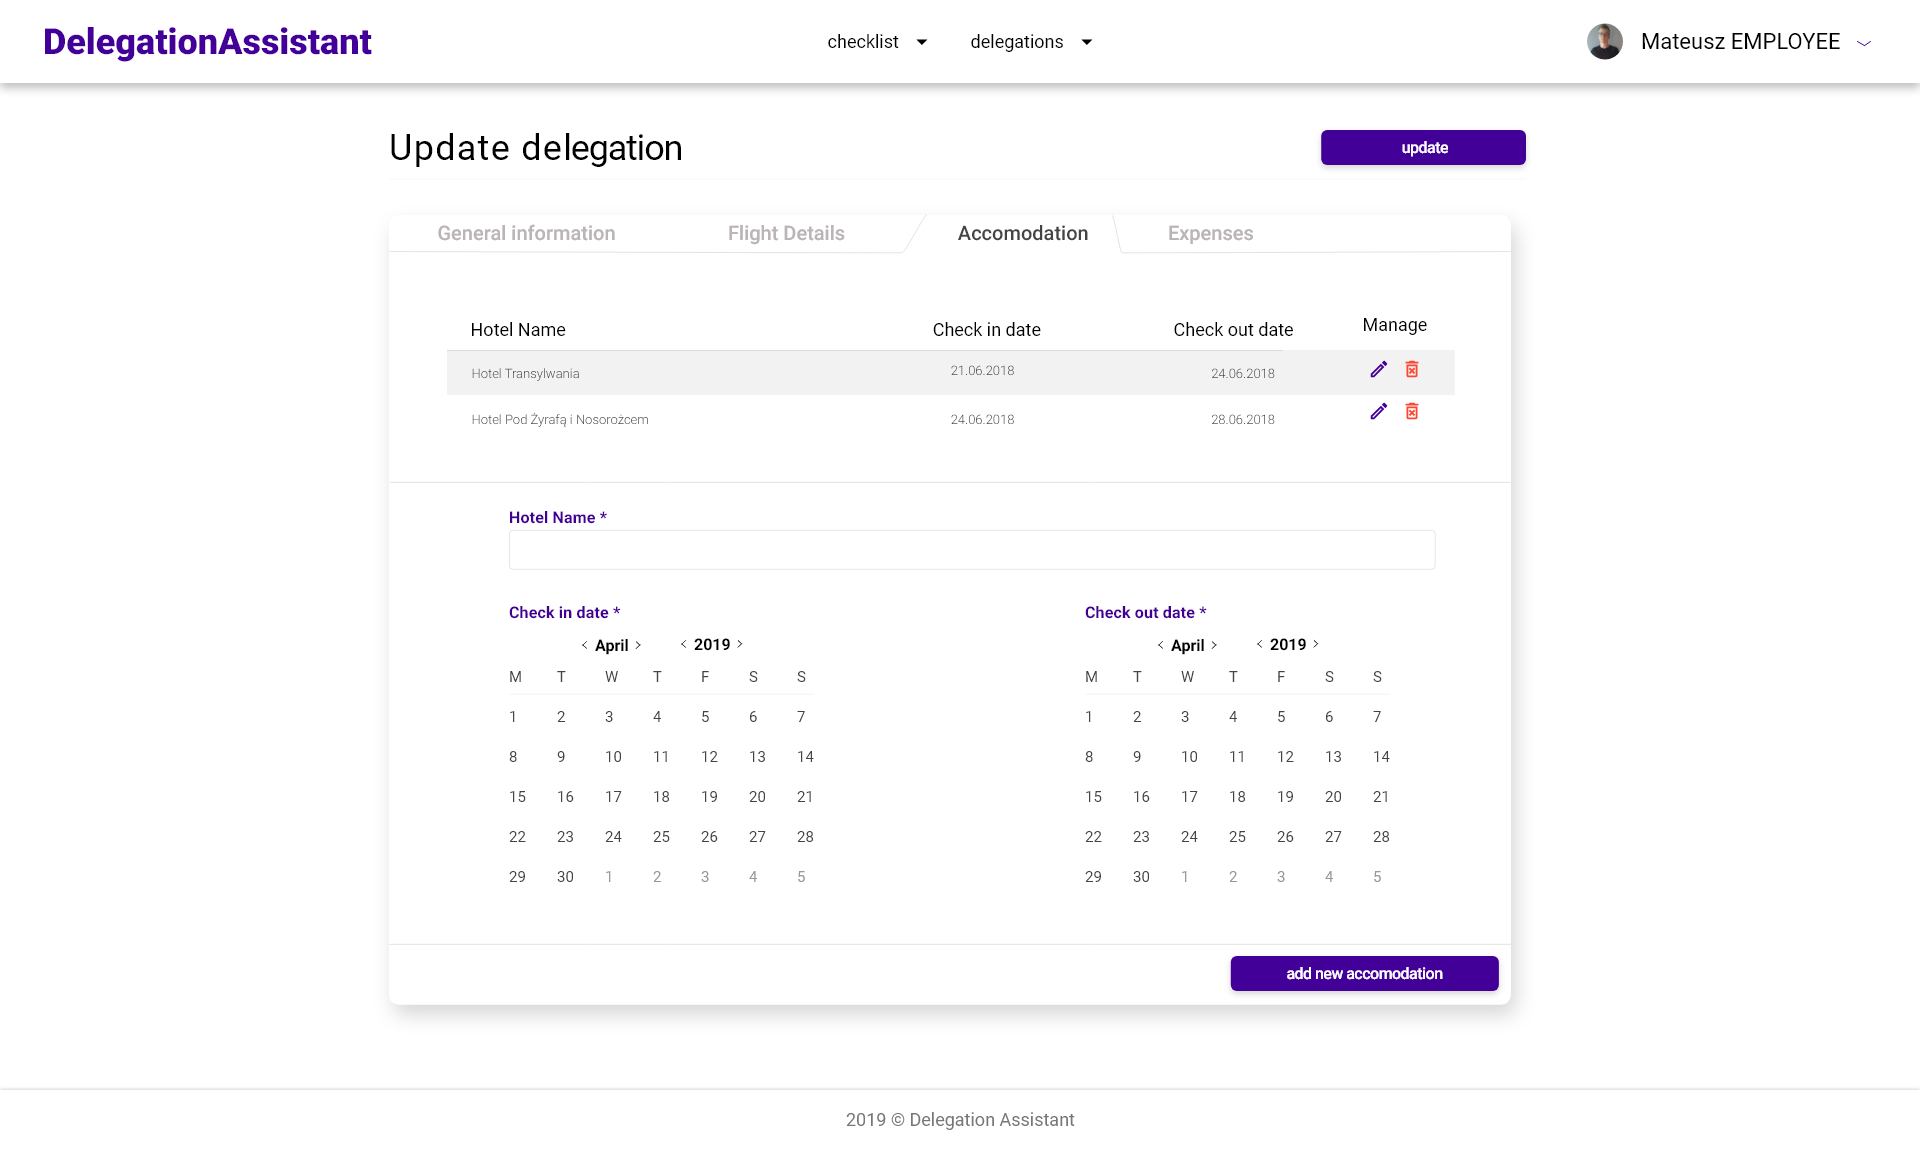 DelegationAssistant
checklist
delegations
Mateusz EMPLOYEE
Update delegation
update
General information
Flight Details
Accomodation
Expenses
Hotel Name
Check in date
Check out date
Manage
Hotel Transylwania
21.06.2018
24.06.2018
Hotel Pod Żyrafą i Nosorożcem
24.06.2018
28.06.2018
Hotel Name *
Check in date *
< April >
< 2019 >
M T W T F S S
1 2 3 4 5 6 7
8 9 10 11 12 13 14
15 16 17 18 19 20 21
22 23 24 25 26 27 28
29 30 1 2 3 4 5
Check out date *
< April >
< 2019 >
M T W T F S S
1 2 3 4 5 6 7
8 9 10 11 12 13 14
15 16 17 18 19 20 21
22 23 24 25 26 27 28
29 30 1 2 3 4 5
add new accomodation
2019 © Delegation Assistant